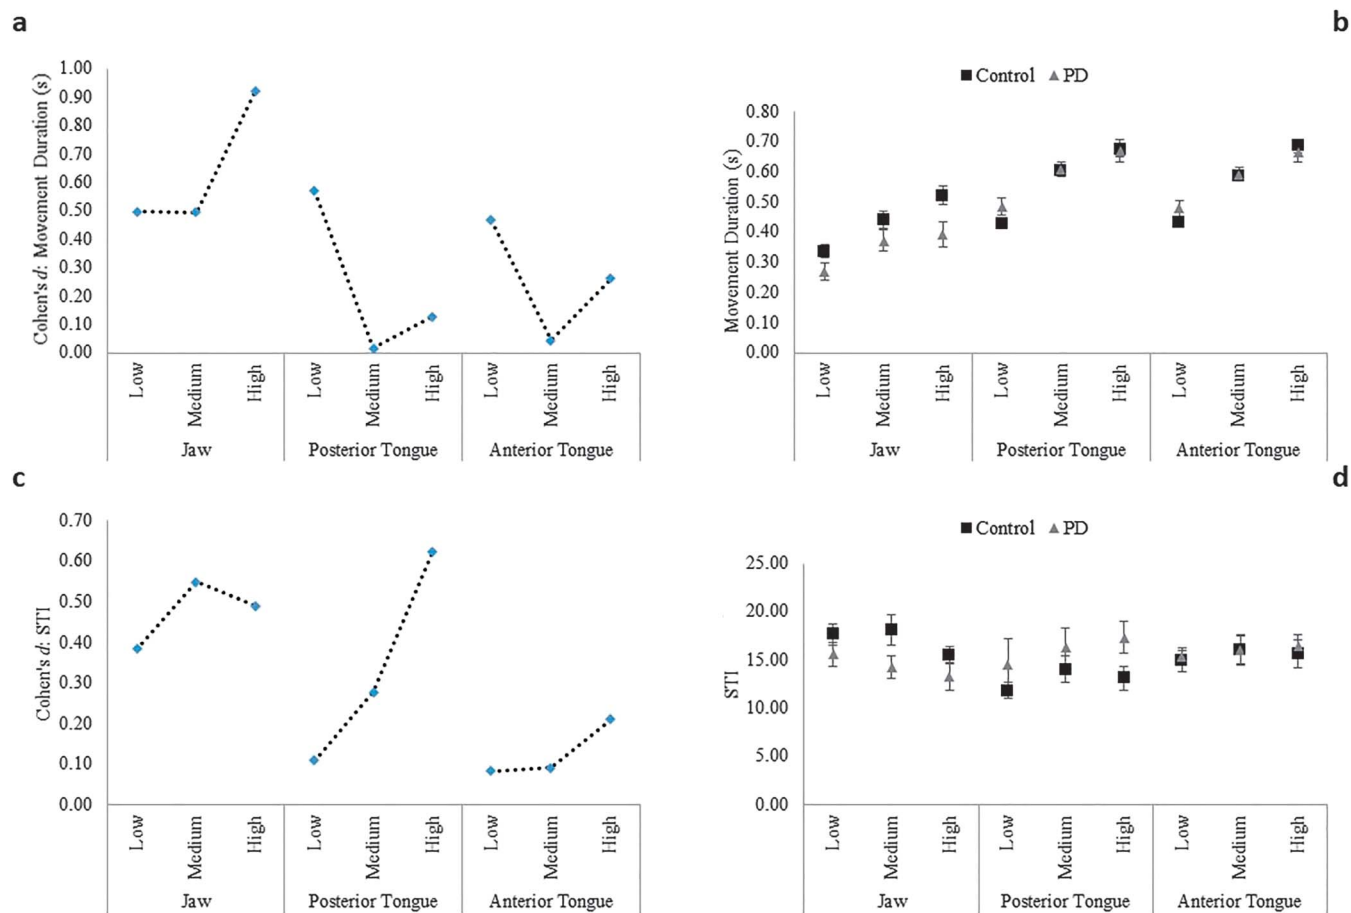 a
Cohen's d: Movement Duration (s)
1.00
0.90
0.80
0.70
0.60
0.50
0.40
0.30
0.20
0.10
0.00
Low
Medium
High
Low
Medium
High
Low
Medium
High
Jaw
Posterior Tongue
Anterior Tongue
b
Control PD
Movement Duration (s)
0.80
0.70
0.60
0.50
0.40
0.30
0.20
0.10
0.00
Low
Medium
High
Low
Medium
High
Low
Medium
High
Jaw
Posterior Tongue
Anterior Tongue
c
Cohen's d: STI
0.70
0.60
0.50
0.40
0.30
0.20
0.10
0.00
Low
Medium
High
Low
Medium
High
Low
Medium
High
Jaw
Posterior Tongue
Anterior Tongue
d
Control PD
STI
25.00
20.00
15.00
10.00
5.00
0.00
Low
Medium
High
Low
Medium
High
Low
Medium
High
Jaw
Posterior Tongue
Anterior Tongue